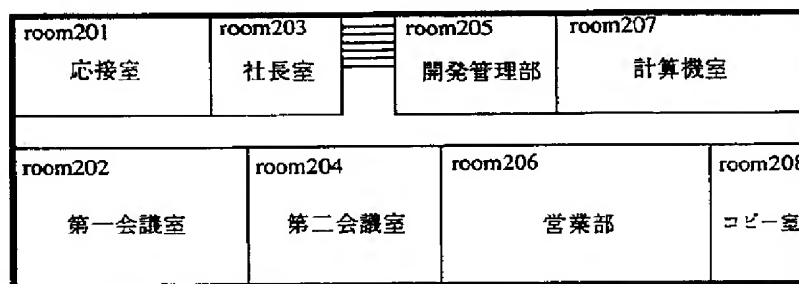 room201
応接室
room203
社長室
room205
開発管理部
room207
計算機室
room202
第一会議室
room204
第二会議室
room206
営業部
room208
コピー室